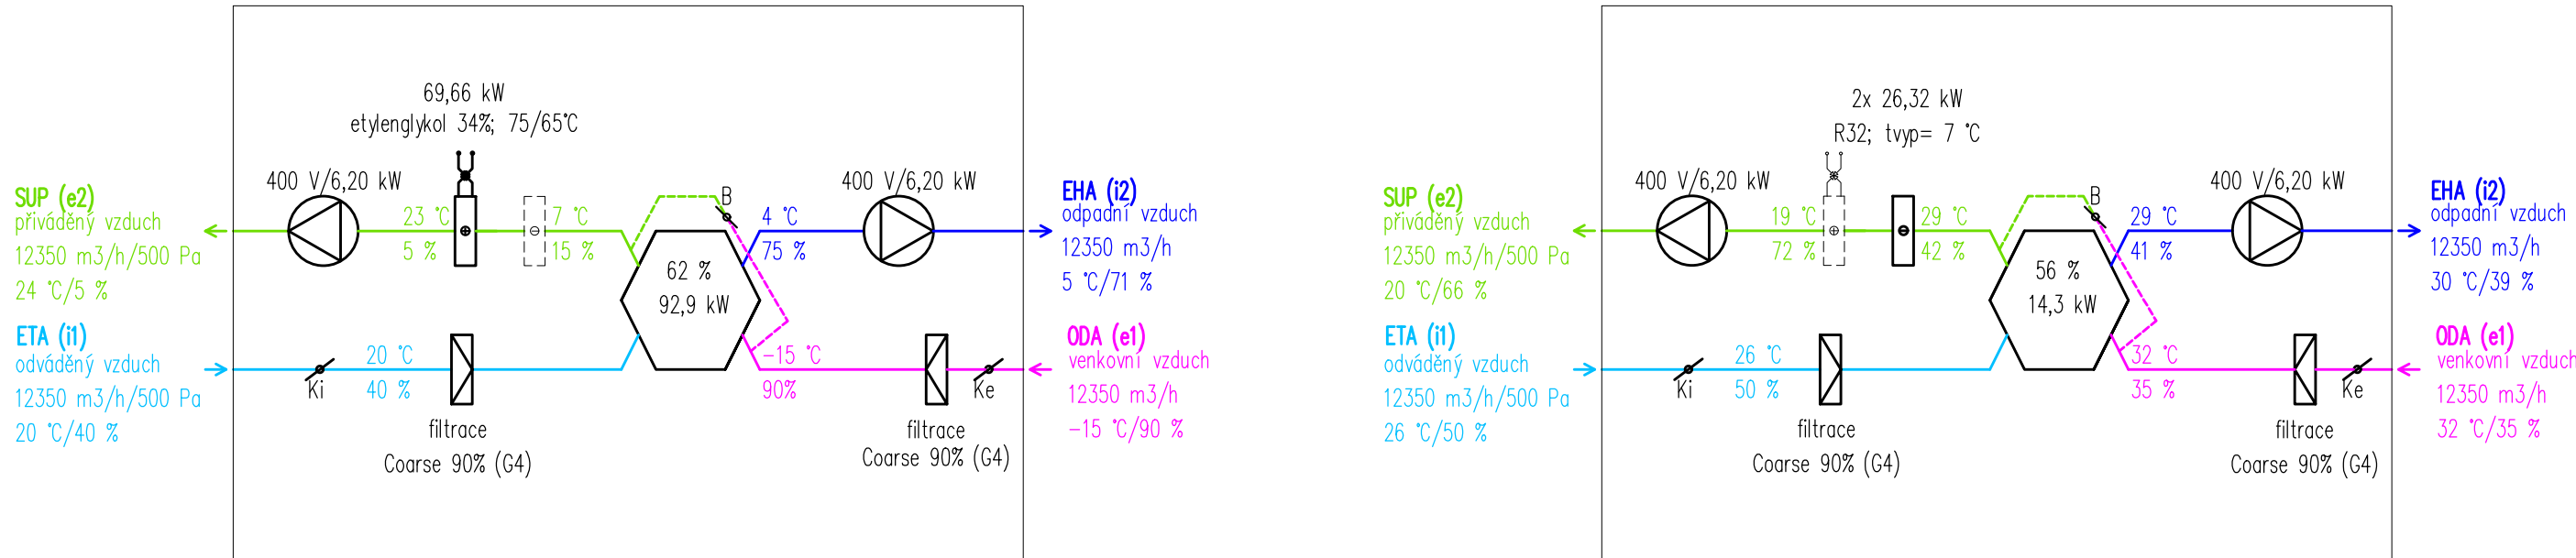 69,66 kW
etylenglykol 34%; 75/65°C
400 V/6,20 kW
400 V/6,20 kW
B
SUP (e2)
přiváděný vzduch
12350 m3/h/500 Pa
24 °C/5 %
23 °C
5 %
7 °C
15 %
62 %
92,9 kW
4 °C
75 %
EHA (i2)
odpadní vzduch
12350 m3/h
5 °C/71 %
ETA (i1)
odváděný vzduch
12350 m3/h/500 Pa
20 °C/40 %
Ki
20 °C
40 %
filtrace
Coarse 90% (G4)
-15 °C
90%
filtrace
Coarse 90% (G4)
Ke
ODA (e1)
venkovní vzduch
12350 m3/h
-15 °C/90 %
2x 26,32 kW
R32; tvyp= 7 °C
400 V/6,20 kW
400 V/6,20 kW
B
SUP (e2)
přiváděný vzduch
12350 m3/h/500 Pa
20 °C/66 %
19 °C
72 %
29 °C
42 %
56 %
14,3 kW
29 °C
41 %
EHA (i2)
odpadní vzduch
12350 m3/h
30 °C/39 %
ETA (i1)
odváděný vzduch
12350 m3/h/500 Pa
26 °C/50 %
Ki
26 °C
50 %
filtrace
Coarse 90% (G4)
32 °C
35 %
filtrace
Coarse 90% (G4)
Ke
ODA (e1)
venkovní vzduch
12350 m3/h
32 °C/35 %